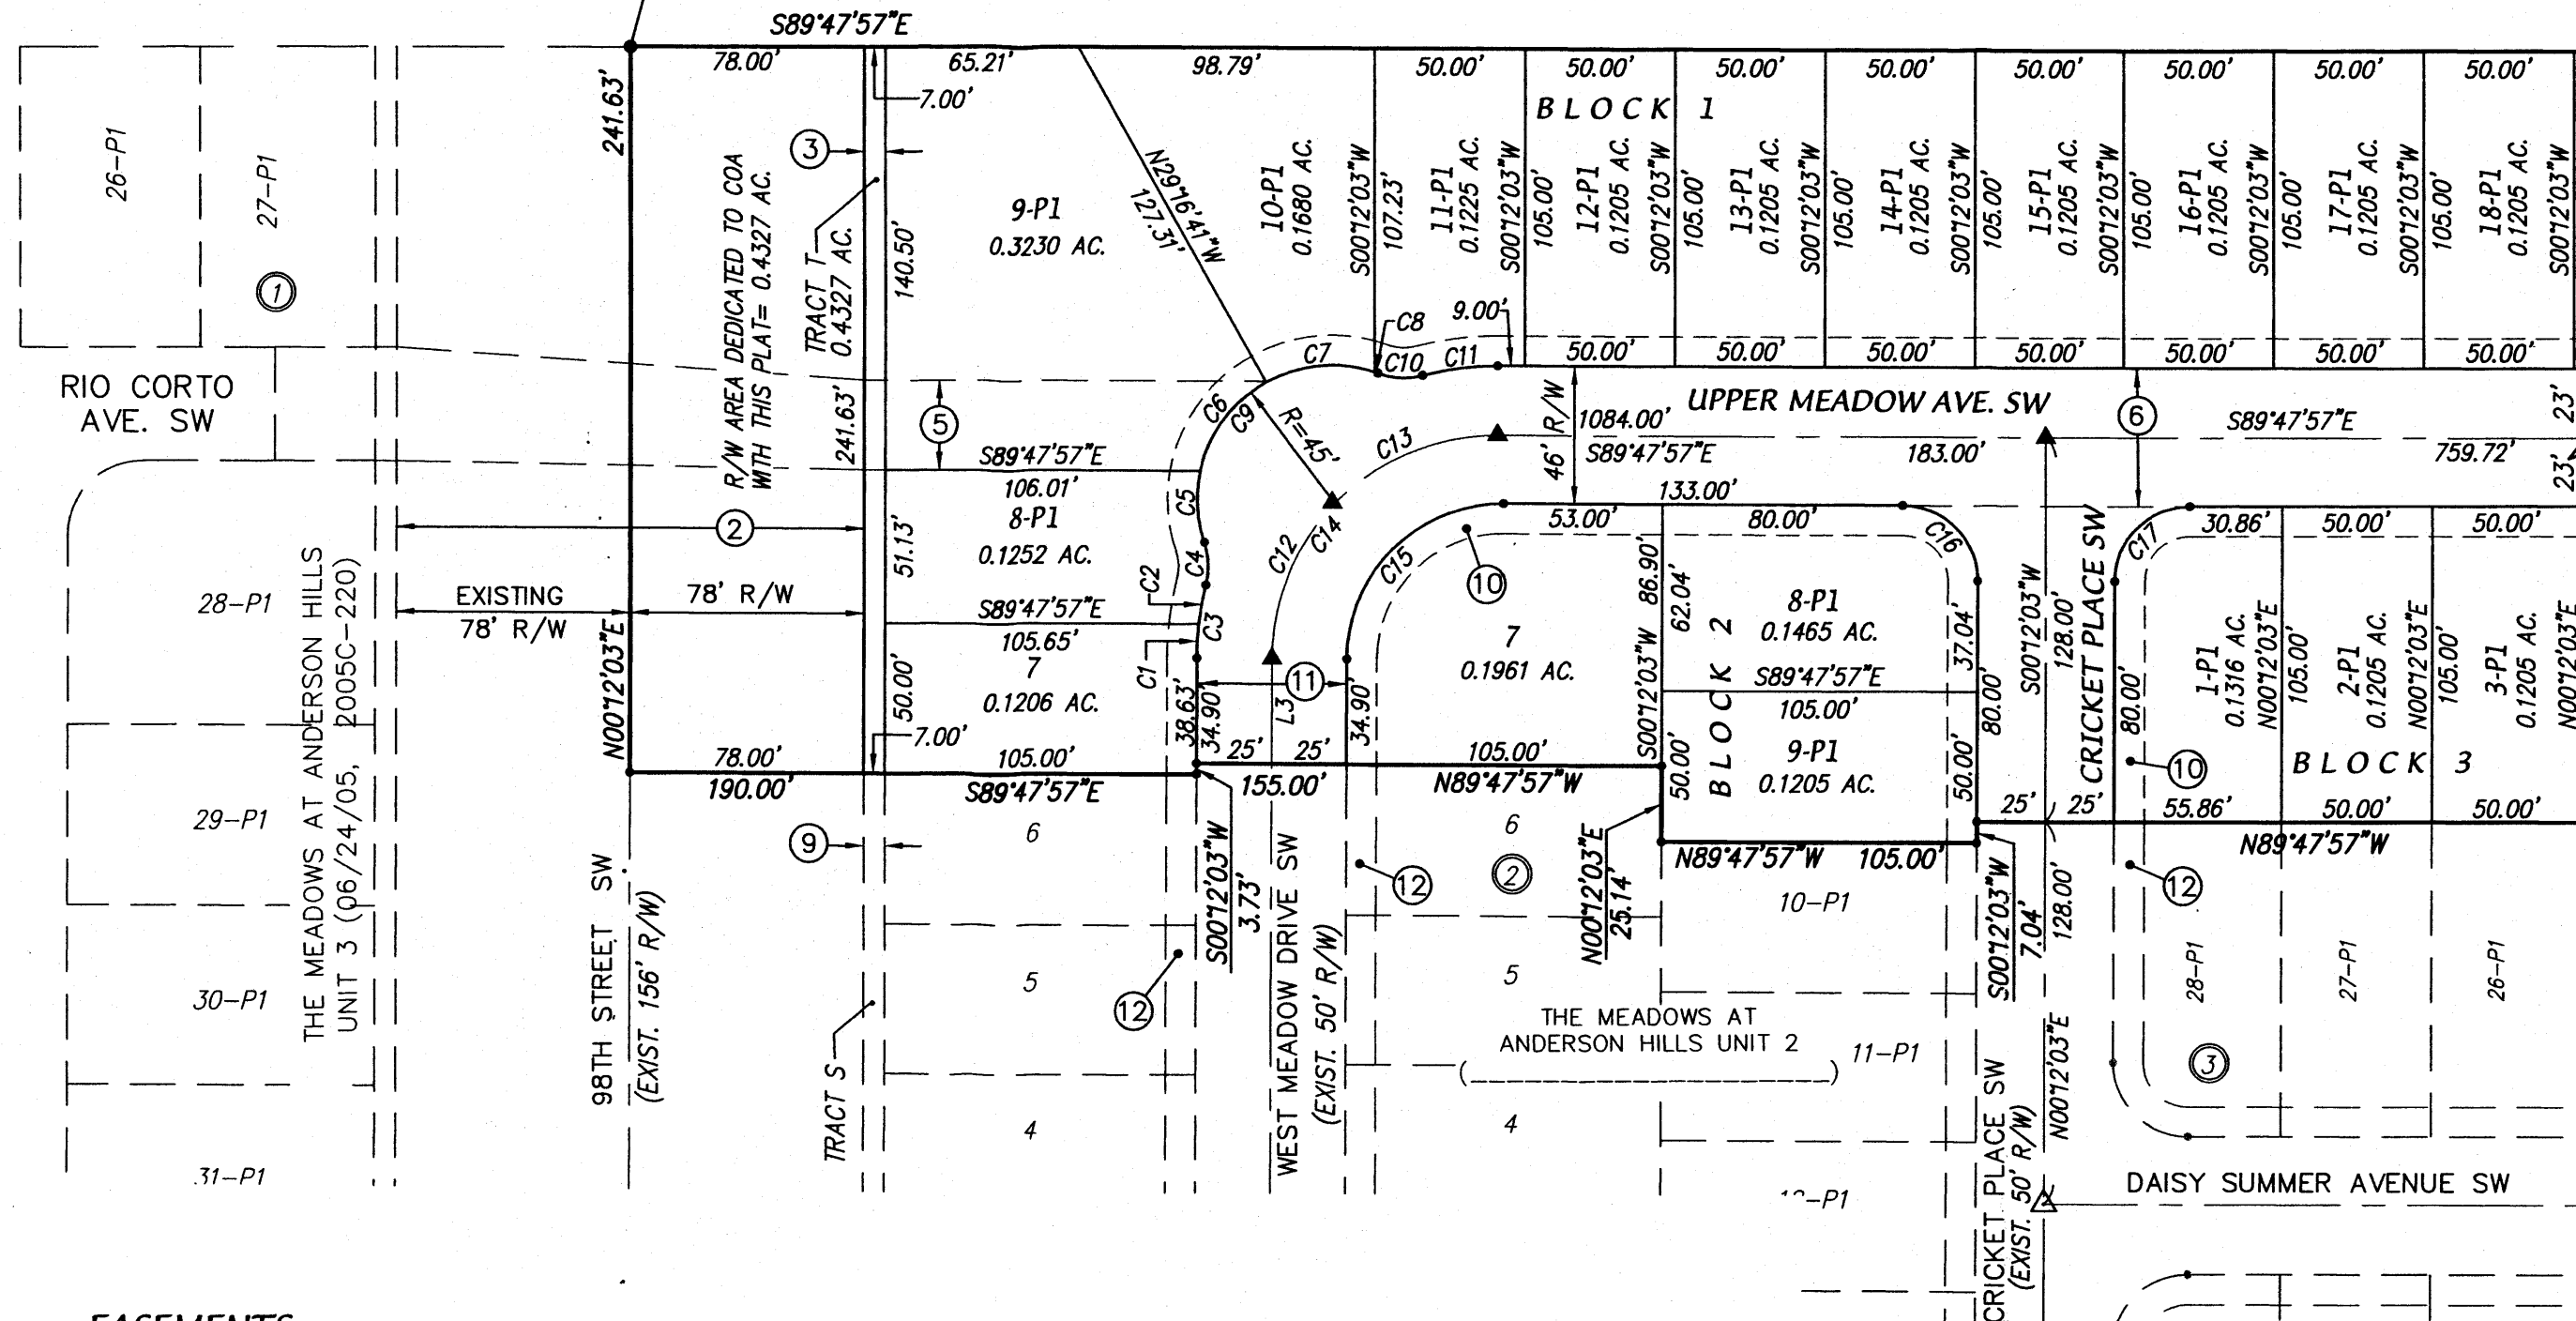 S89°47'57"E
78.00'
65.21'
98.79'
50.00'
50.00'
50.00'
50.00'
50.00'
50.00'
50.00'
50.00'
7.00'
BLOCK 1
241.63'
26-P1
27-P1
1
3
R/W AREA DEDICATED TO COA
WITH THIS PLAT= 0.4327 AC.
TRACT T
0.4327 AC.
241.63'
140.50'
9-P1
0.3230 AC.
N29°16'41"W
127.31'
10-P1
0.1680 AC.
S00°12'03"W
107.23'
11-P1
0.1225 AC.
S00°12'03"W
105.00'
12-P1
0.1205 AC.
S00°12'03"W
105.00'
13-P1
0.1205 AC.
S00°12'03"W
105.00'
14-P1
0.1205 AC.
S00°12'03"W
105.00'
15-P1
0.1205 AC.
S00°12'03"W
105.00'
16-P1
0.1205 AC.
S00°12'03"W
105.00'
17-P1
0.1205 AC.
S00°12'03"W
105.00'
18-P1
0.1205 AC.
S00°12'03"W
C8
9.00'
C7
C10
C11
50.00'
50.00'
50.00'
50.00'
50.00'
50.00'
50.00'
RIO CORTO
AVE. SW
5
C6
C9
R=45'
C13
46' R/W
UPPER MEADOW AVE. SW
1084.00'
S89°47'57"E
183.00'
6
S89°47'57"E
759.72'
23'
23'
S89°47'57"E
106.01'
8-P1
0.1252 AC.
51.13'
C5
C4
C2
C3
C1
C12
C14
C15
133.00'
53.00'
80.00'
C16
C17
30.86'
50.00'
50.00'
2
10
EXISTING
78' R/W
78' R/W
S89°47'57"E
105.65'
7
0.1206 AC.
50.00'
7.00'
38.63'
34.90'
11
L3
34.90'
7
0.1961 AC.
S00°12'03"W 86.90'
62.04'
50.00'
BLOCK 2
8-P1
0.1465 AC.
S89°47'57"E
105.00'
9-P1
0.1205 AC.
37.04'
50.00'
80.00'
S00°12'03"W
128.00'
CRICKET PLACE SW
80.00'
1-P1
0.1316 AC.
N00°12'03"E
105.00'
2-P1
0.1205 AC.
N00°12'03"E
105.00'
3-P1
0.1205 AC.
N00°12'03"E
10
BLOCK 3
28-P1
29-P1
30-P1
31-P1
THE MEADOWS AT ANDERSON HILLS
UNIT 3 (06/24/05, 2005C-220)
N00°12'03"E
78.00'
190.00'
105.00'
S89°47'57"E
25'
25'
155.00'
105.00'
N89°47'57"W
25'
25'
55.86'
50.00'
50.00'
N89°47'57"W
N89°47'57"W 105.00'
9
6
5
4
12
S00°12'03"W
3.73'
6
2
5
4
12
N00°12'03"E
25.14'
10-P1
11-P1
S00°12'03"W
7.04'
128.00'
N00°12'03"E
12
28-P1
27-P1
26-P1
3
98TH STREET SW
(EXIST. 156' R/W)
TRACT S
WEST MEADOW DRIVE SW
(EXIST. 50' R/W)
THE MEADOWS AT
ANDERSON HILLS UNIT 2
(____________________)
CRICKET PLACE SW
(EXIST. 50' R/W)
DAISY SUMMER AVENUE SW
EASEMENTS